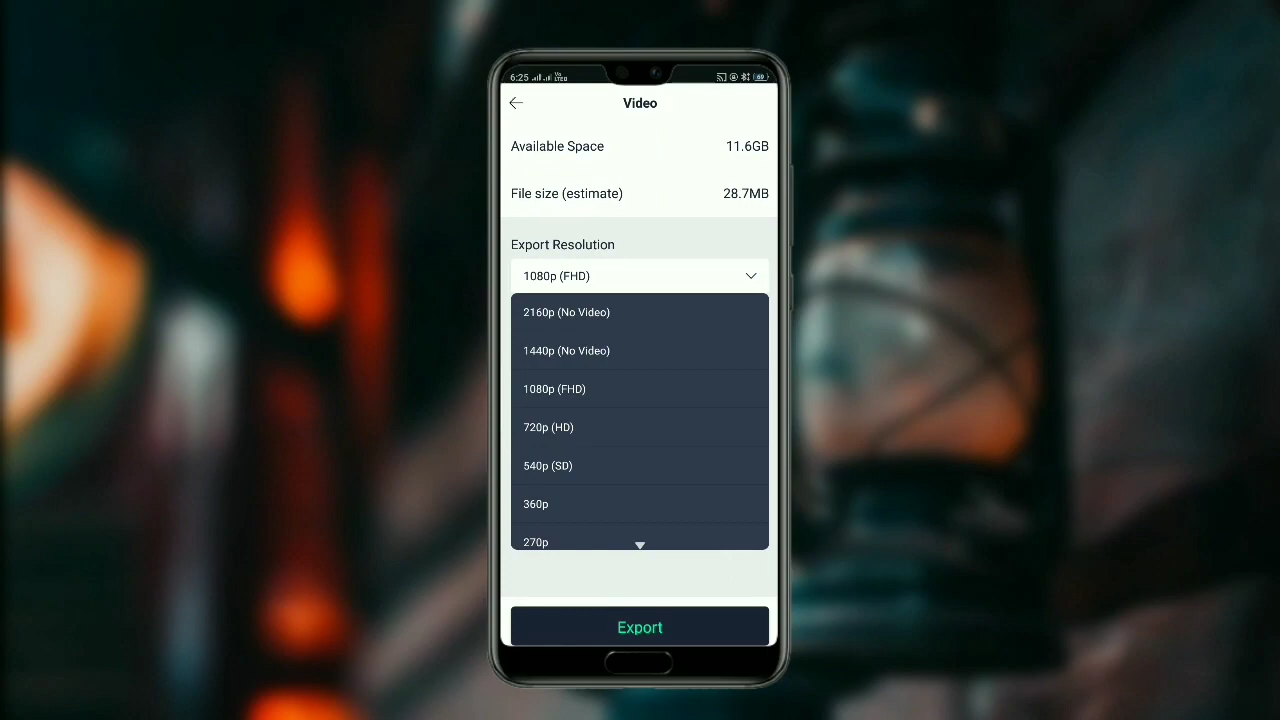 6:25
Video
Available Space 11.6GB
File size (estimate) 28.7MB
Export Resolution
1080p (FHD)
2160p (No Video)
1440p (No Video)
1080p (FHD)
720p (HD)
540p (SD)
360p
270p
Export